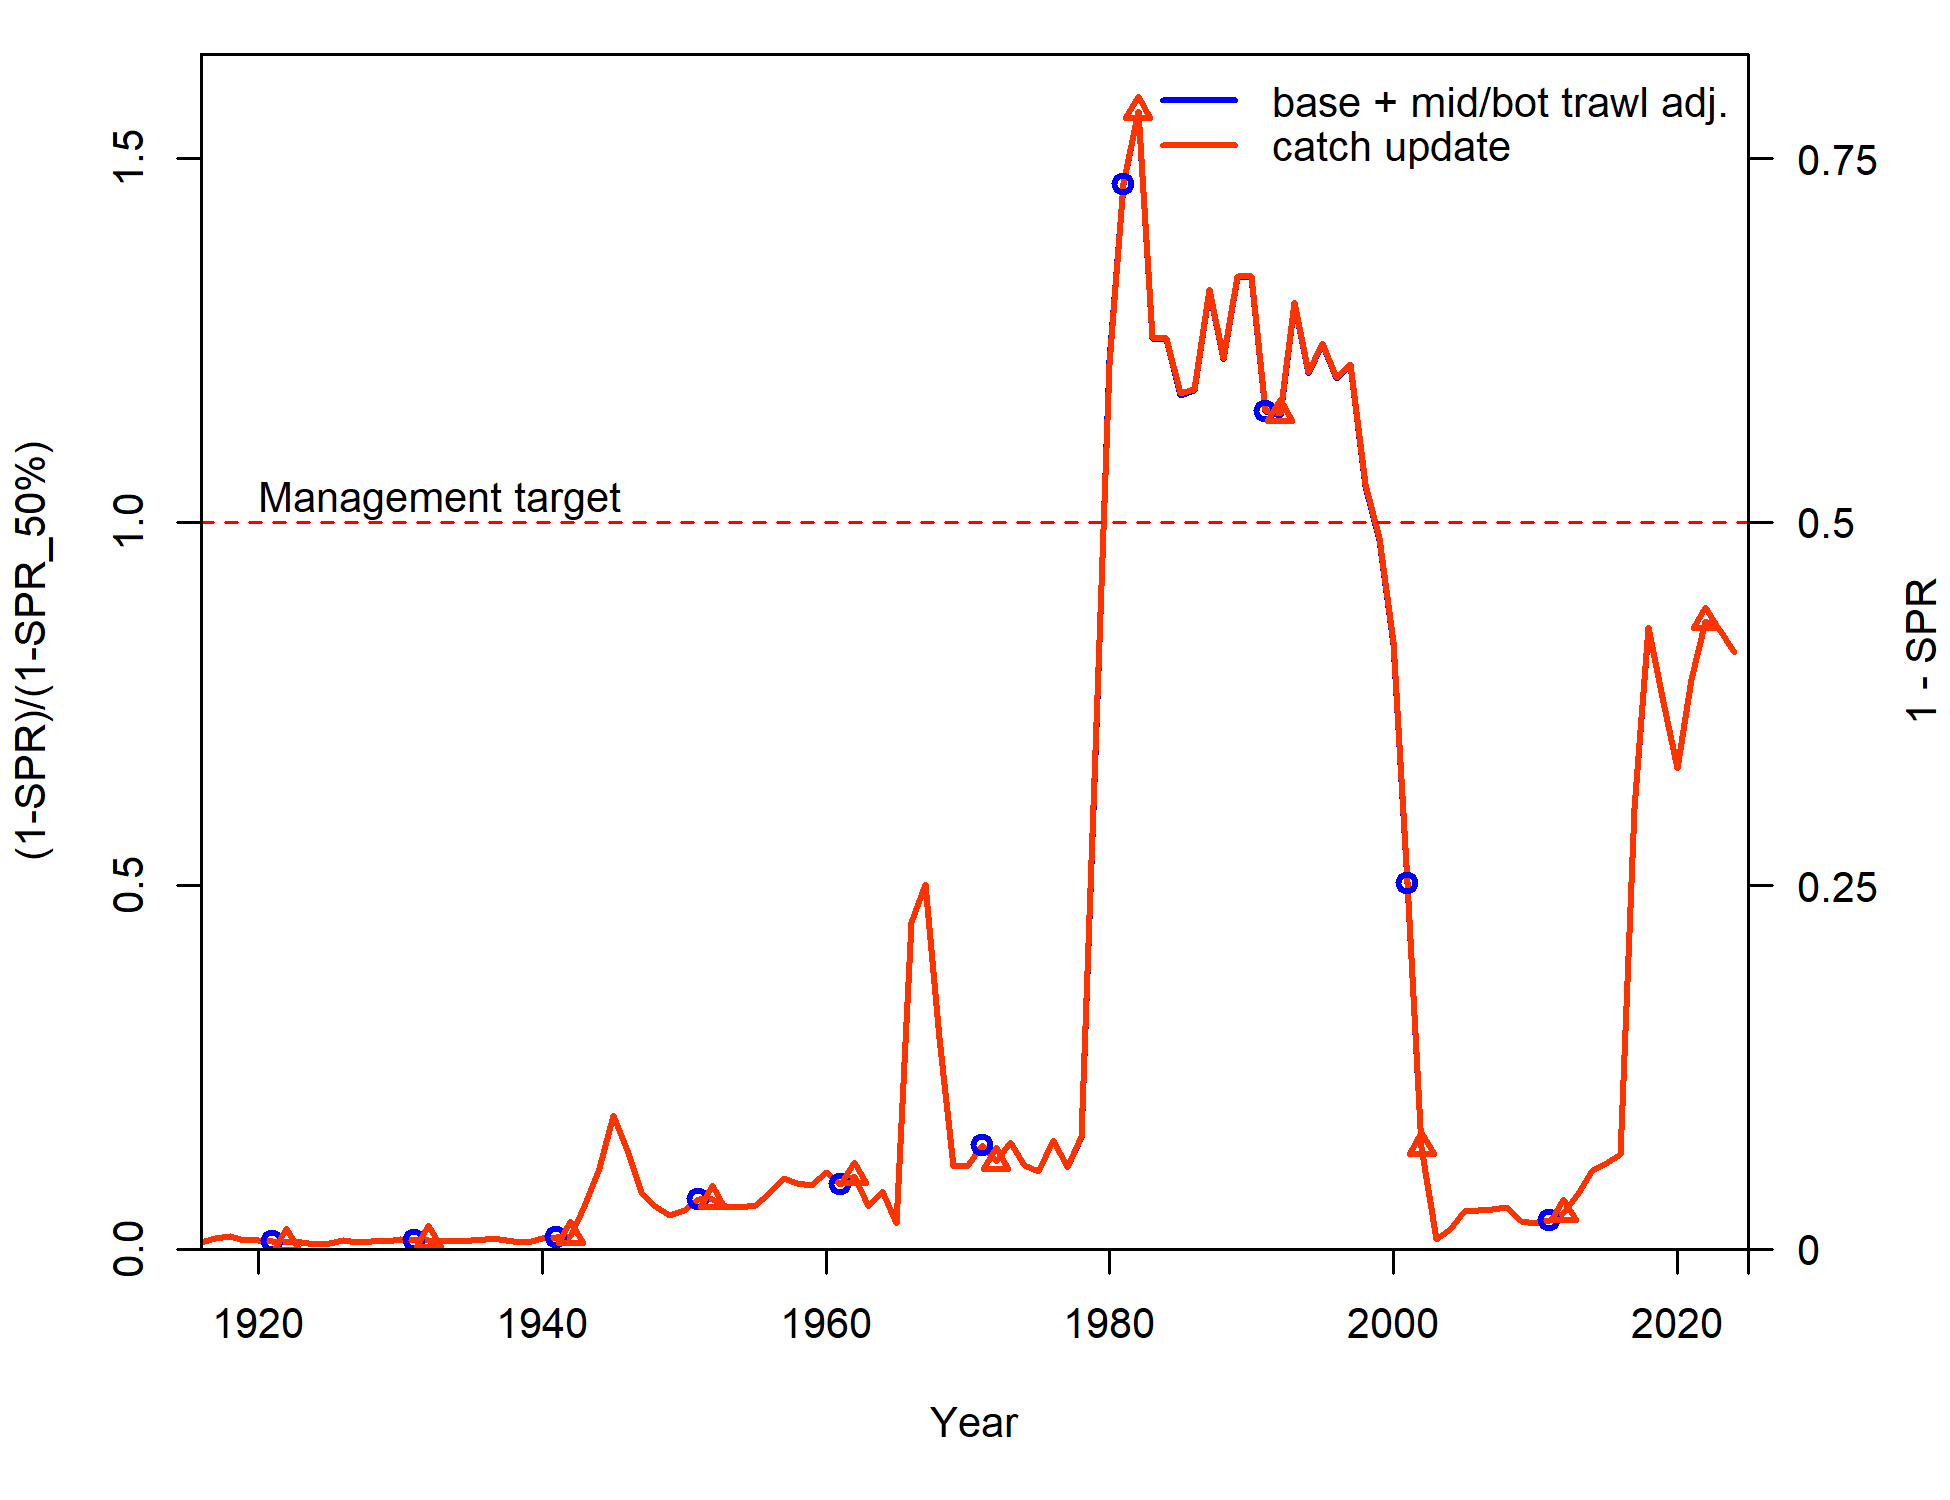 base + mid/bot trawl adj.
catch update
Management target
(1-SPR)/(1-SPR_50%)
0.0
0.5
1.0
1.5
1 - SPR
0
0.25
0.5
0.75
1920
1940
1960
1980
2000
2020
Year